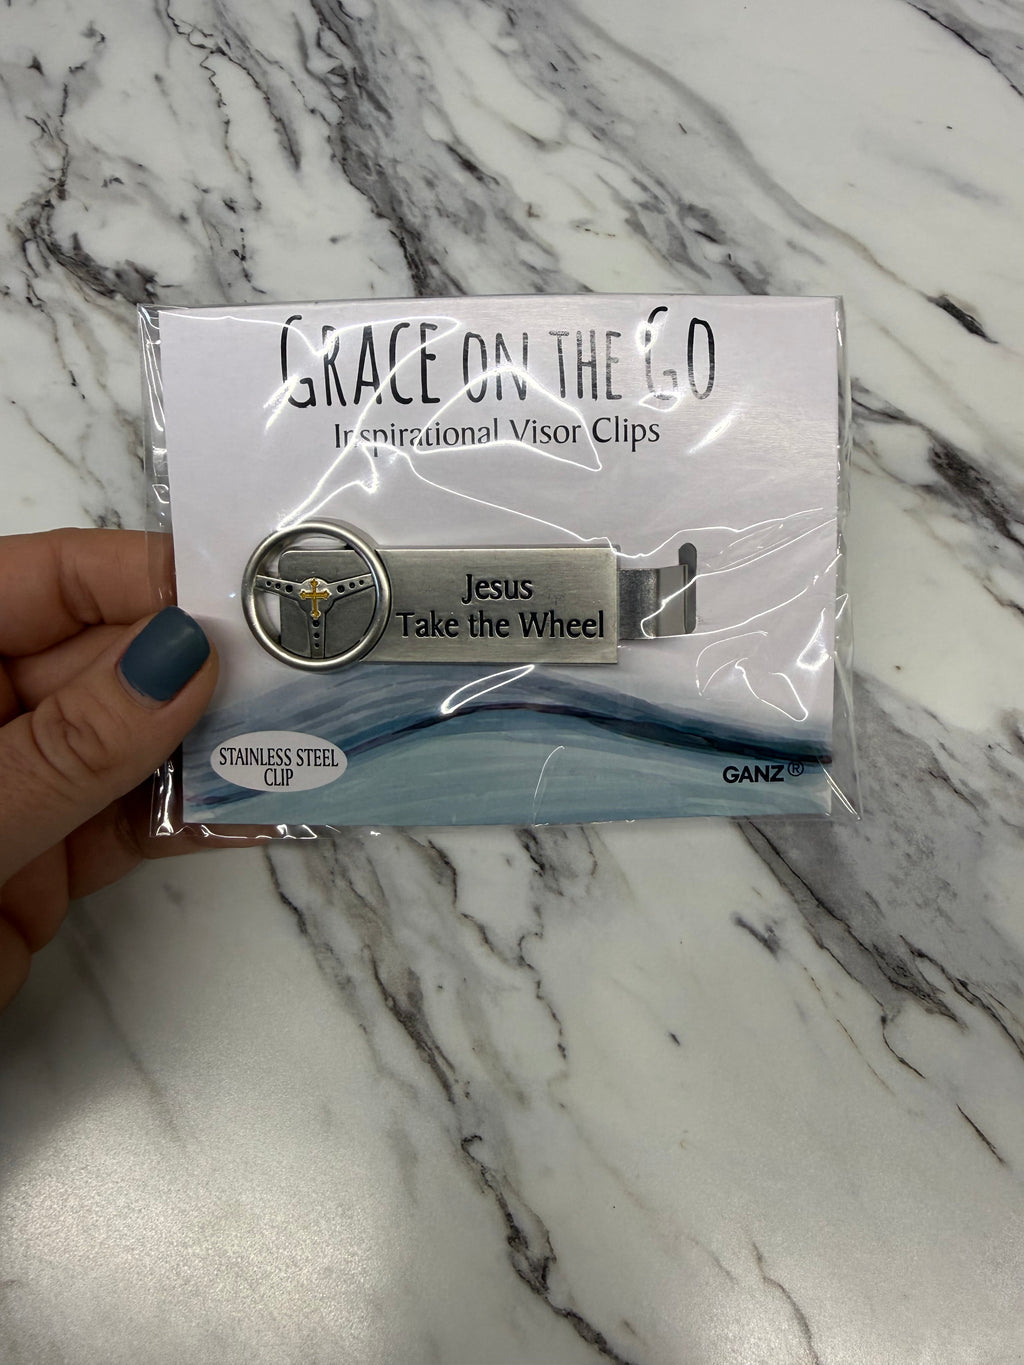 GRACE ON THE GO
Inspirational Visor Clips
Jesus
Take the Wheel
STAINLESS STEEL
CLIP
GANZ®